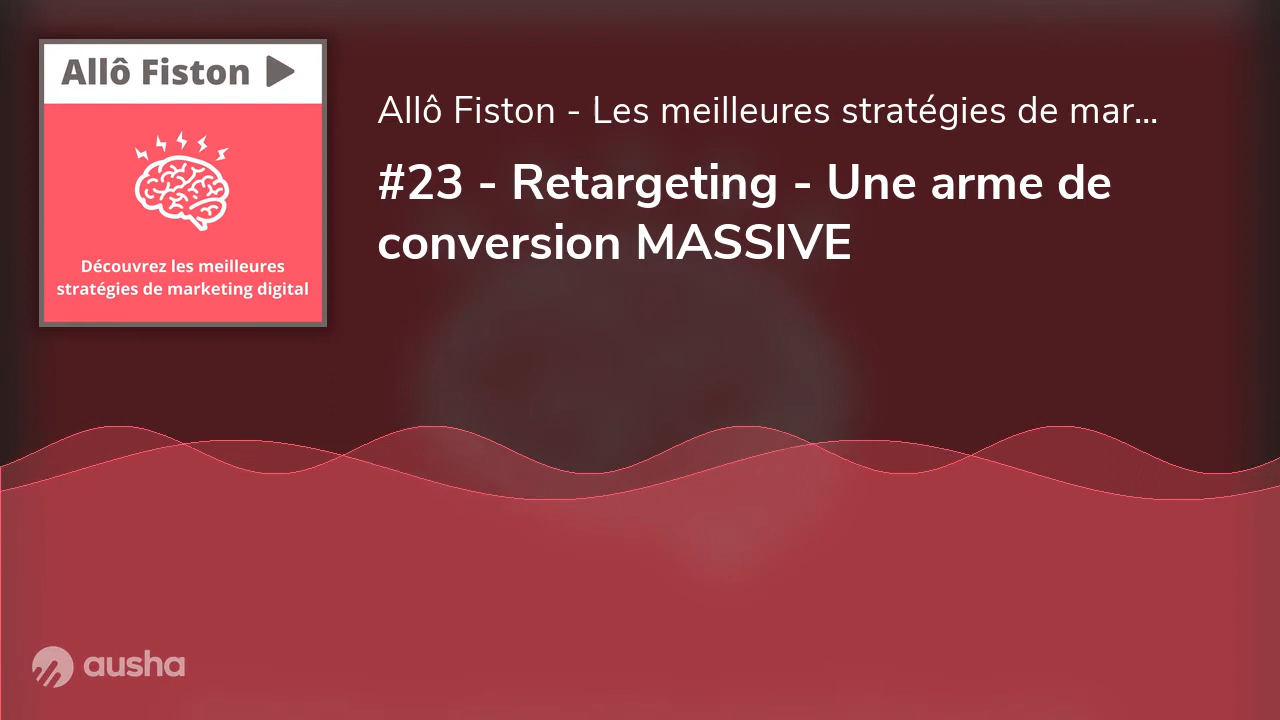 Allô Fiston
Découvrez les meilleures
stratégies de marketing digital
Allô Fiston - Les meilleures stratégies de mar...
#23 - Retargeting - Une arme de
conversion MASSIVE
ausha